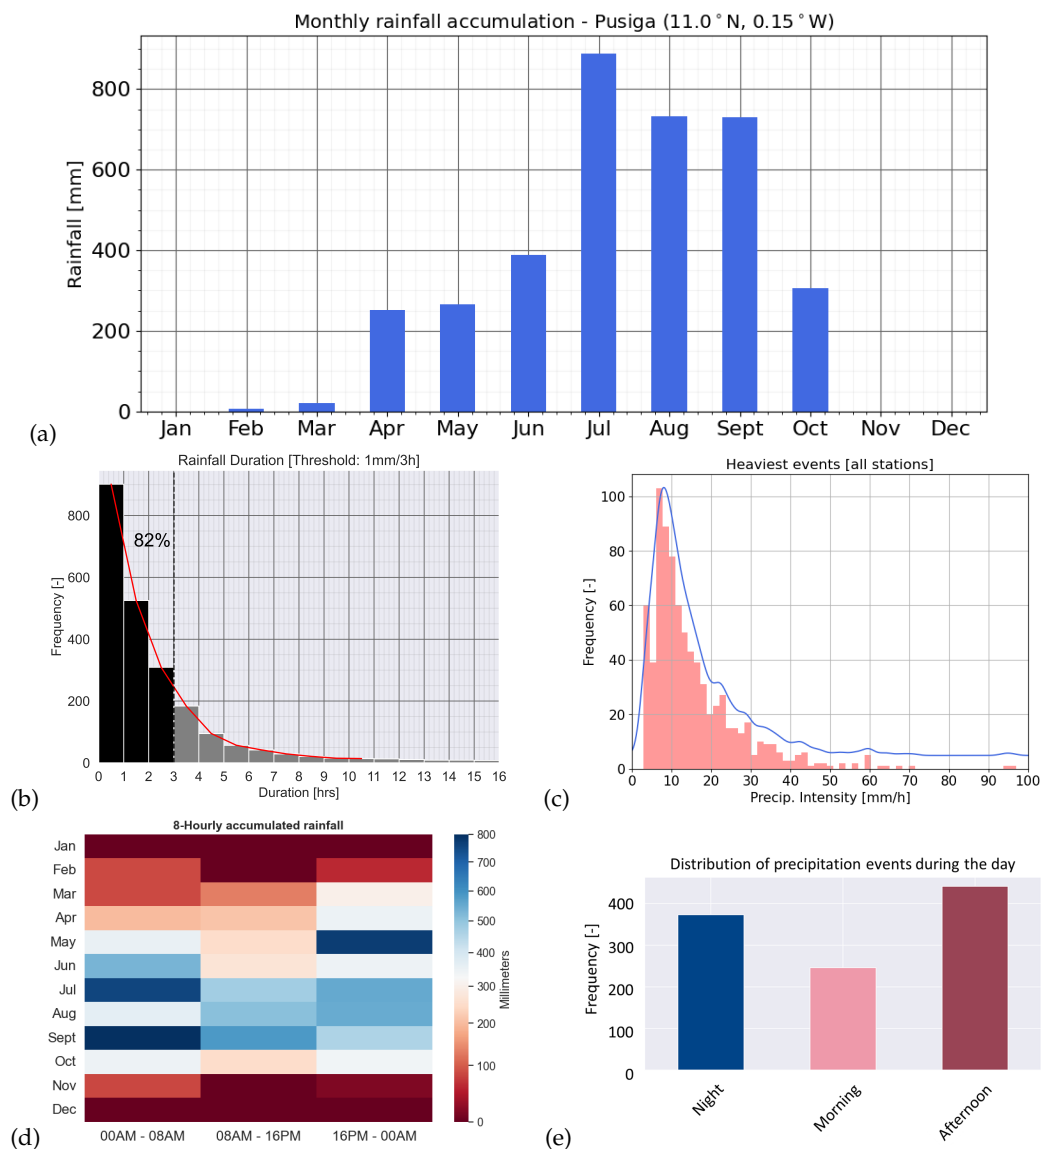 Monthly rainfall accumulation - Pusiga (11.0°N, 0.15°W)
Rainfall [mm]
800
600
400
200
0
Jan Feb Mar Apr May Jun Jul Aug Sept Oct Nov Dec
(a)
Rainfall Duration [Threshold: 1mm/3h]
82%
Frequency [-]
800
600
400
200
0
0 1 2 3 4 5 6 7 8 9 10 11 12 13 14 15 16
Duration [hrs]
(b)
Heaviest events [all stations]
Frequency [-]
100
80
60
40
20
0
0 10 20 30 40 50 60 70 80 90 100
Precip. Intensity [mm/h]
(c)
8-Hourly accumulated rainfall
Jan
Feb
Mar
Apr
May
Jun
Jul
Aug
Sept
Oct
Nov
Dec
00AM - 08AM 08AM - 16PM 16PM - 00AM
800
700
600
500
400
300
200
100
0
Millimeters
(d)
Distribution of precipitation events during the day
Frequency [-]
400
300
200
100
0
Night
Morning
Afternoon
(e)